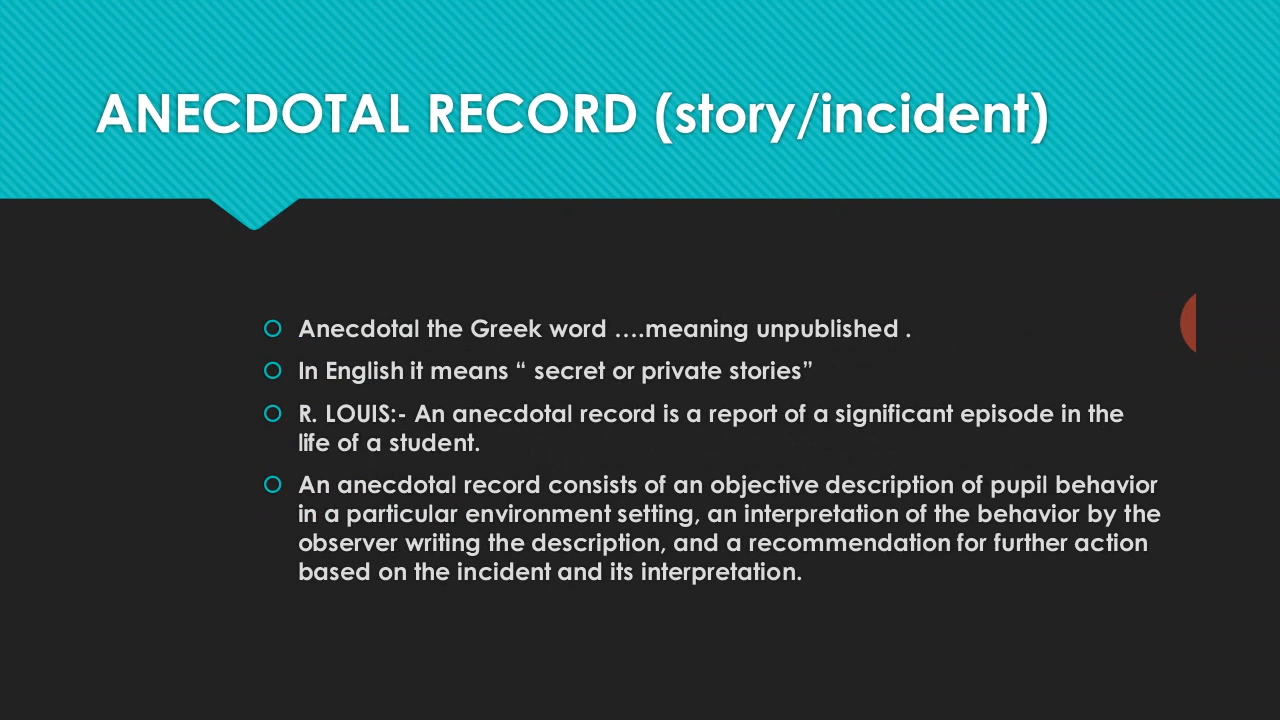 ANECDOTAL RECORD (story/incident)
Anecdotal the Greek word ….meaning unpublished .
In English it means “ secret or private stories”
R. LOUIS:- An anecdotal record is a report of a significant episode in the
life of a student.
An anecdotal record consists of an objective description of pupil behavior
in a particular environment setting, an interpretation of the behavior by the
observer writing the description, and a recommendation for further action
based on the incident and its interpretation.